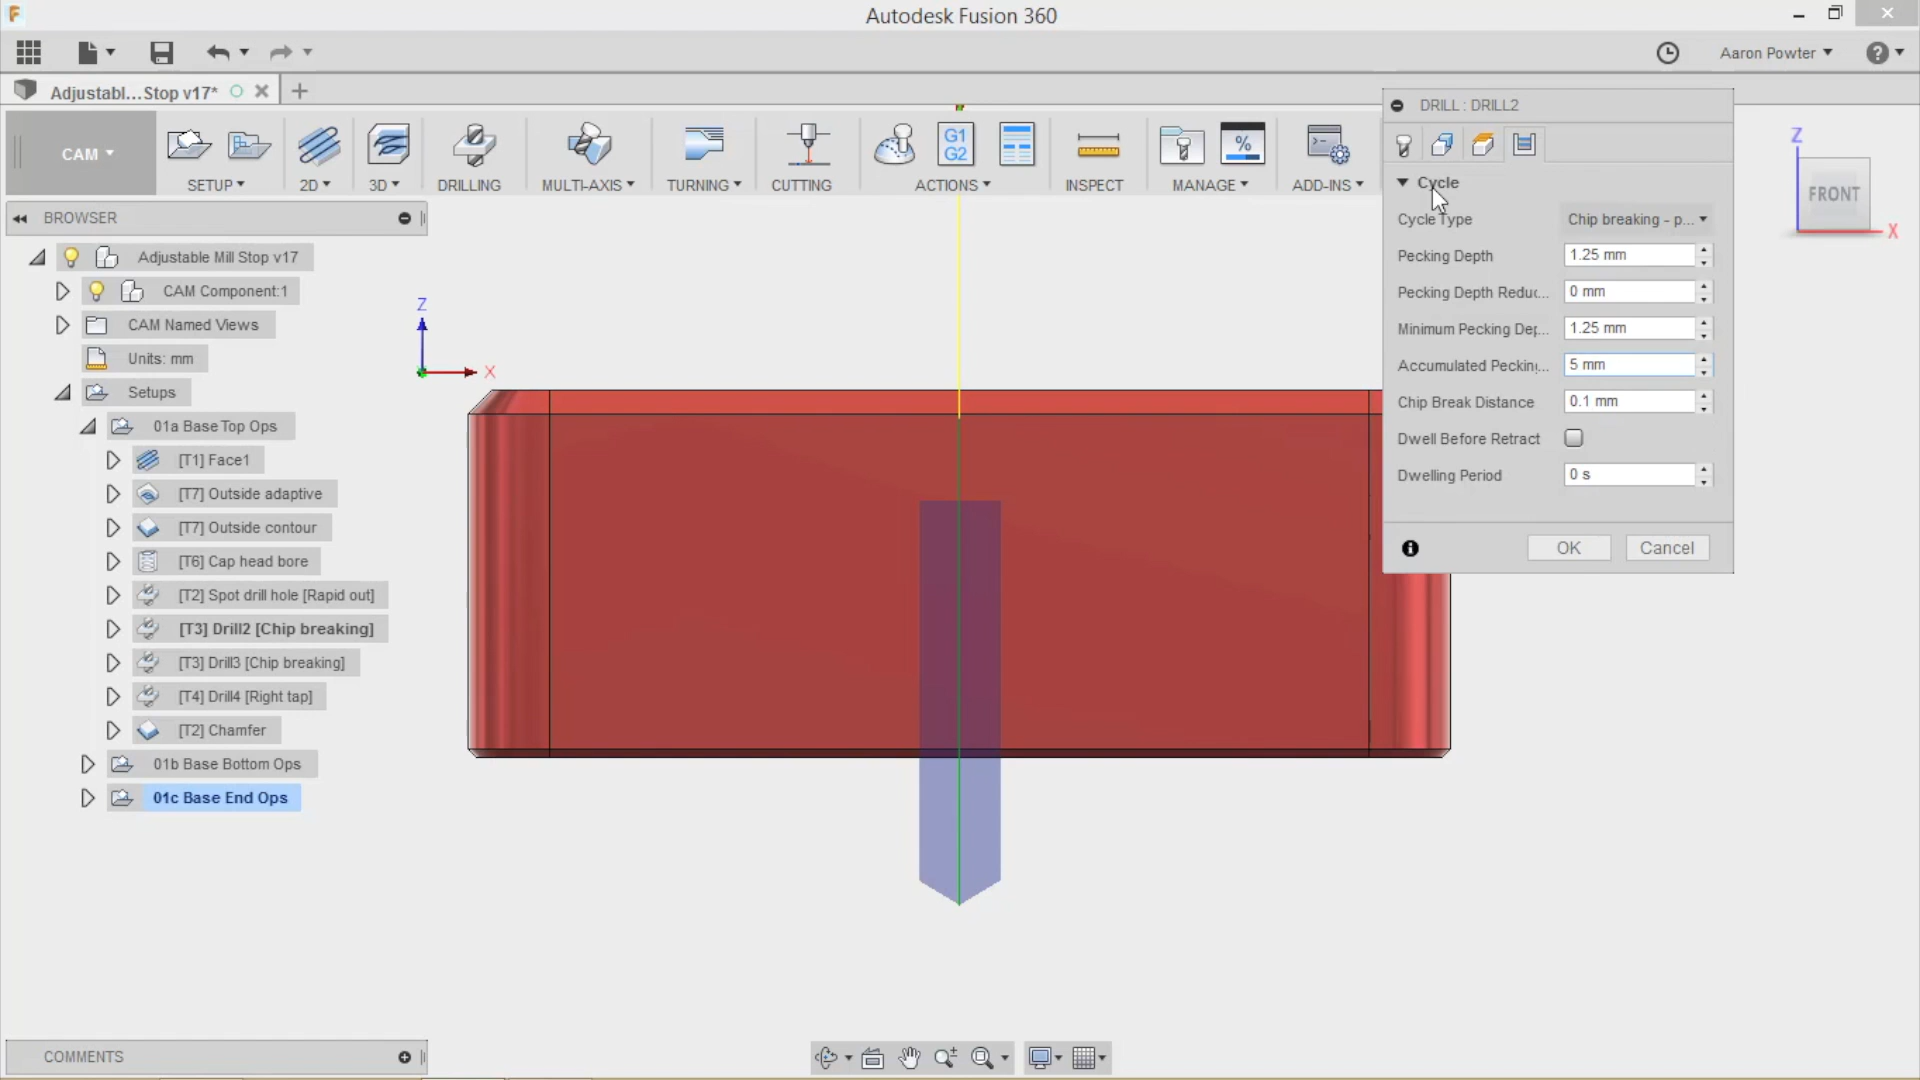 Autodesk Fusion 360
Aaron Powter
Adjustabl...Stop v17*
CAM
SETUP
2D
3D
DRILLING
MULTI-AXIS
TURNING
CUTTING
G1
G2
ACTIONS
INSPECT
%
MANAGE
ADD-INS
BROWSER
Adjustable Mill Stop v17
CAM Component:1
CAM Named Views
Units: mm
Setups
01a Base Top Ops
[T1] Face1
[T7] Outside adaptive
[T7] Outside contour
[T6] Cap head bore
[T2] Spot drill hole [Rapid out]
[T3] Drill2 [Chip breaking]
[T3] Drill3 [Chip breaking]
[T4] Drill4 [Right tap]
[T2] Chamfer
01b Base Bottom Ops
01c Base End Ops
COMMENTS
Z
X
DRILL : DRILL2
Cycle
Cycle Type Chip breaking - p...
Pecking Depth 1.25 mm
Pecking Depth Reduc... 0 mm
Minimum Pecking Dep... 1.25 mm
Accumulated Pecking... 5 mm
Chip Break Distance 0.1 mm
Dwell Before Retract
Dwelling Period 0 s
OK Cancel
Z
FRONT
X